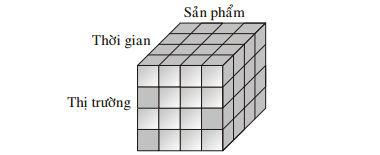 Sản phẩm
Thời gian
Thị trường